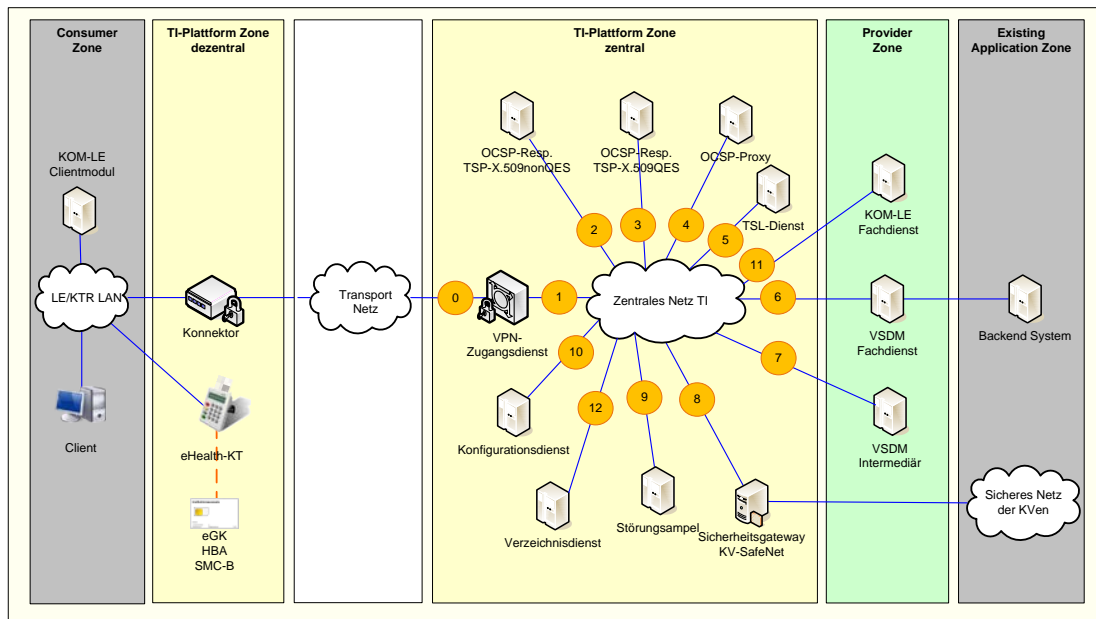 Consumer
Zone
TI-Plattform Zone
dezentral
TI-Plattform Zone
zentral
Provider
Zone
Existing
Application Zone
KOM-LE
Clientmodul
LE/KTR LAN
Client
Konnektor
eHealth-KT
eGK
HBA
SMC-B
Transport
Netz
0
VPN-
Zugangsdienst
1
OCSP-Resp.
TSP-X.509nonQES
OCSP-Resp.
TSP-X.509QES
OCSP-Proxy
TSL-Dienst
2
3
4
5
11
6
7
8
9
10
12
Zentrales Netz TI
Konfigurationsdienst
Verzeichnisdienst
Störungsampel
Sicherheitsgateway
KV-SafeNet
KOM-LE
Fachdienst
VSDM
Fachdienst
VSDM
Intermediär
Backend System
Sicheres Netz
der KVen